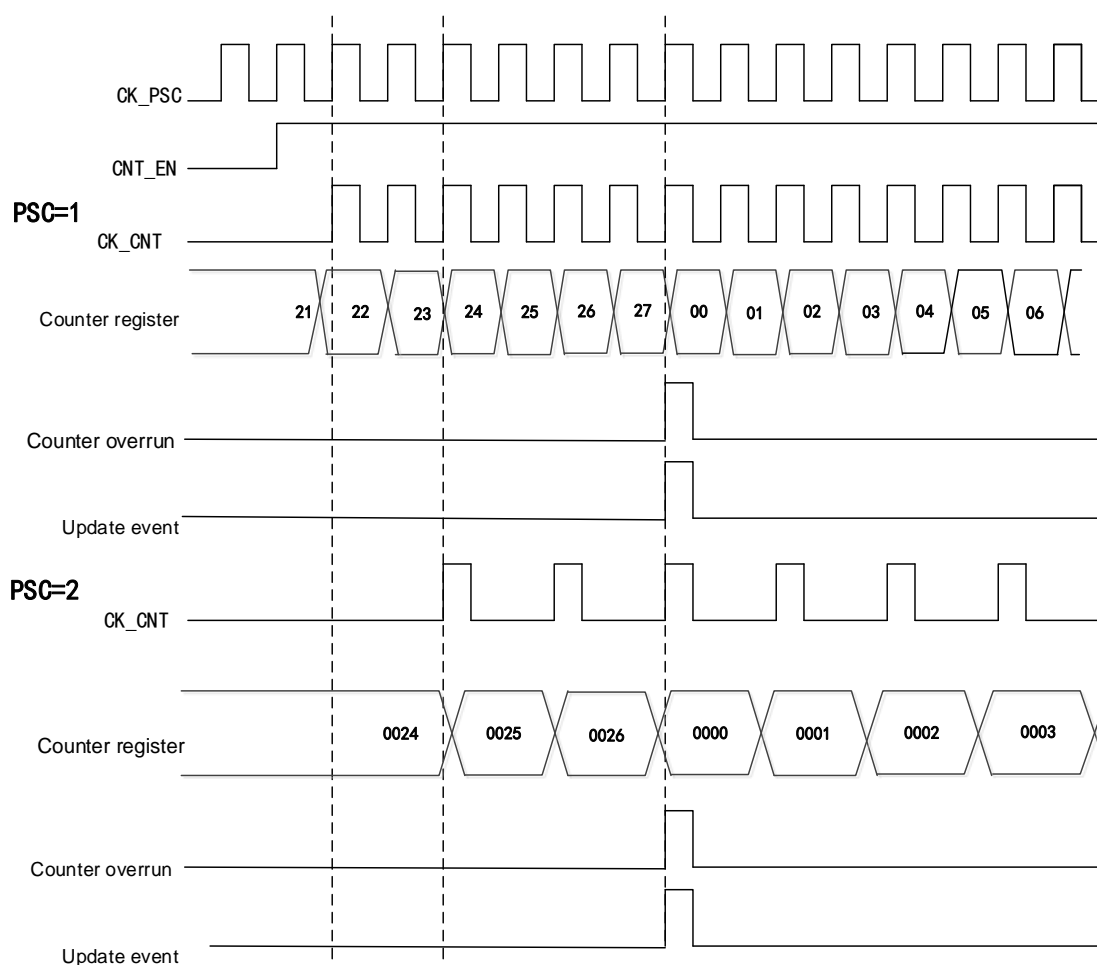 CK_PSC
CNT_EN
PSC=1
CK_CNT
Counter register 21 22 23 24 25 26 27 00 01 02 03 04 05 06
Counter overrun
Update event
PSC=2
CK_CNT
Counter register 0024 0025 0026 0000 0001 0002 0003
Counter overrun
Update event